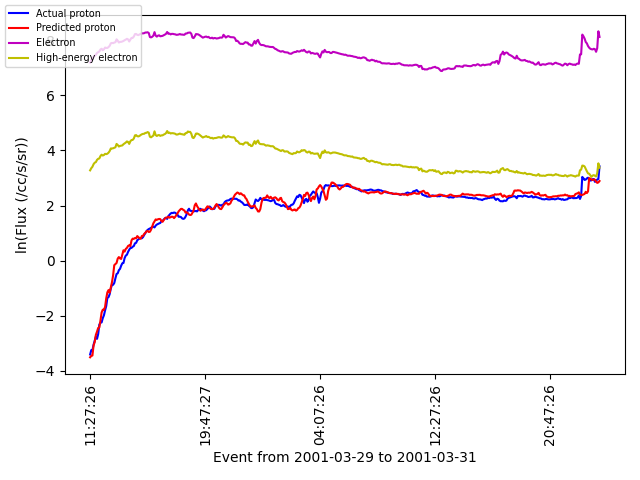 Actual proton
Predicted proton
Electron
High-energy electron
6
4
2
0
−2
−4
ln(Flux (/cc/s/sr))
11:27:26
19:47:27
04:07:26
12:27:26
20:47:26
Event from 2001-03-29 to 2001-03-31